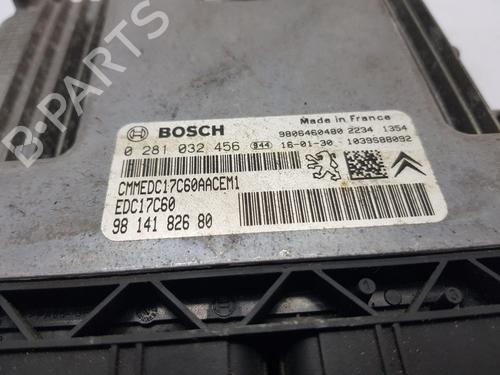 BOSCH
Made in France
9806460480 2234 1354
0 281 032 456 944 16-01-30 1039S88092
CMMEDC17C60AACEM1
EDC17C60
98 141 826 80
B-PARTS